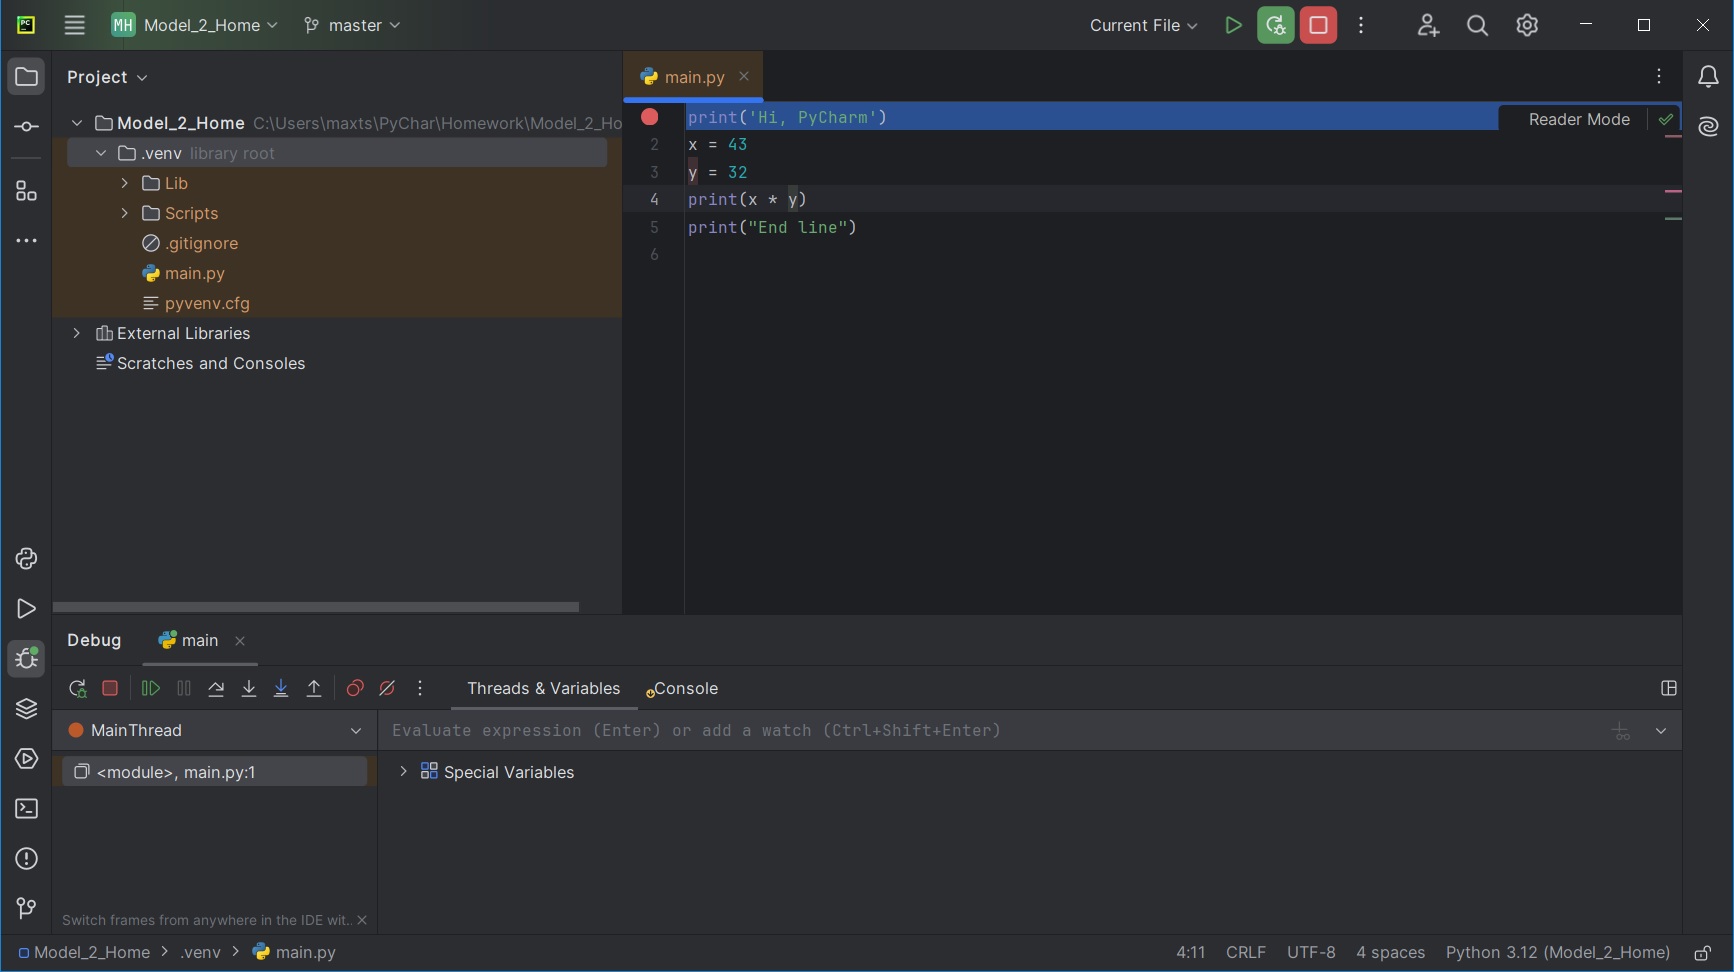 PC
MH Model_2_Home master Current File
Project
main.py
Model_2_Home C:\Users\maxts\PyChar\Homework\Model_2_Ho
.venv library root
Lib
Scripts
.gitignore
main.py
pyvenv.cfg
External Libraries
Scratches and Consoles
print('Hi, PyCharm')
Reader Mode
2 x = 43
3 y = 32
4 print(x * y)
5 print("End line")
6
Debug main
Threads & Variables Console
MainThread
Evaluate expression (Enter) or add a watch (Ctrl+Shift+Enter)
<module>, main.py:1
Special Variables
Switch frames from anywhere in the IDE wit..
Model_2_Home .venv main.py 4:11 CRLF UTF-8 4 spaces Python 3.12 (Model_2_Home)